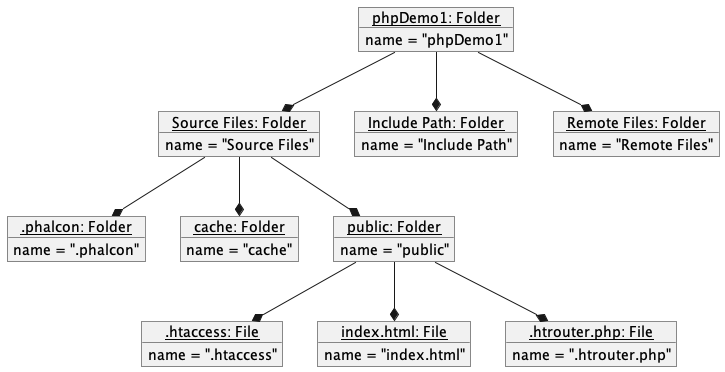 phpDemo1: Folder
name = "phpDemo1"
Source Files: Folder
name = "Source Files"
Include Path: Folder
name = "Include Path"
Remote Files: Folder
name = "Remote Files"
.phalcon: Folder
name = ".phalcon"
cache: Folder
name = "cache"
public: Folder
name = "public"
.htaccess: File
name = ".htaccess"
index.html: File
name = "index.html"
.htrouter.php: File
name = ".htrouter.php"